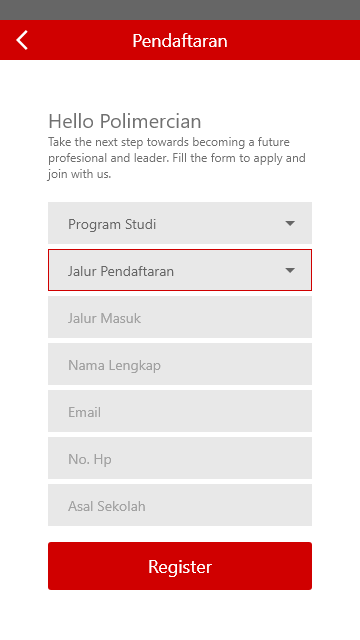 Pendaftaran
Hello Polimercian
Take the next step towards becoming a future
profesional and leader. Fill the form to apply and
join with us.
Program Studi
Jalur Pendaftaran
Jalur Masuk
Nama Lengkap
Email
No. Hp
Asal Sekolah
Register